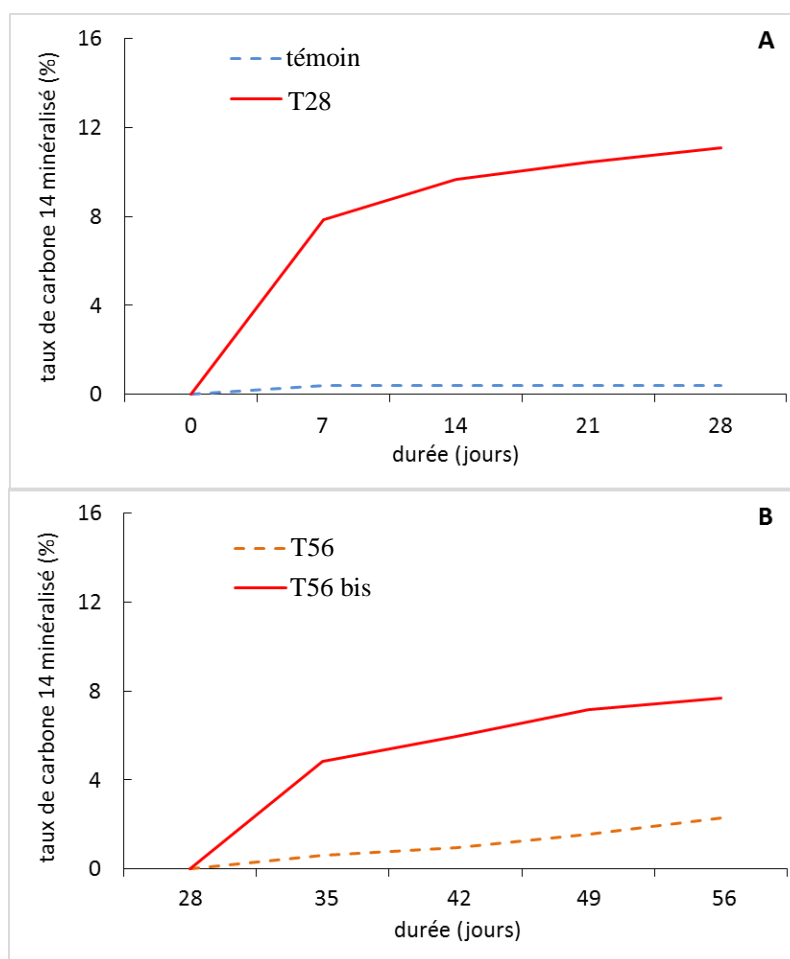 A
taux de carbone 14 minéralisé (%)
16
12
8
4
0
témoin
T28
0 7 14 21 28
durée (jours)
B
taux de carbone 14 minéralisé (%)
16
12
8
4
0
T56
T56 bis
28 35 42 49 56
durée (jours)